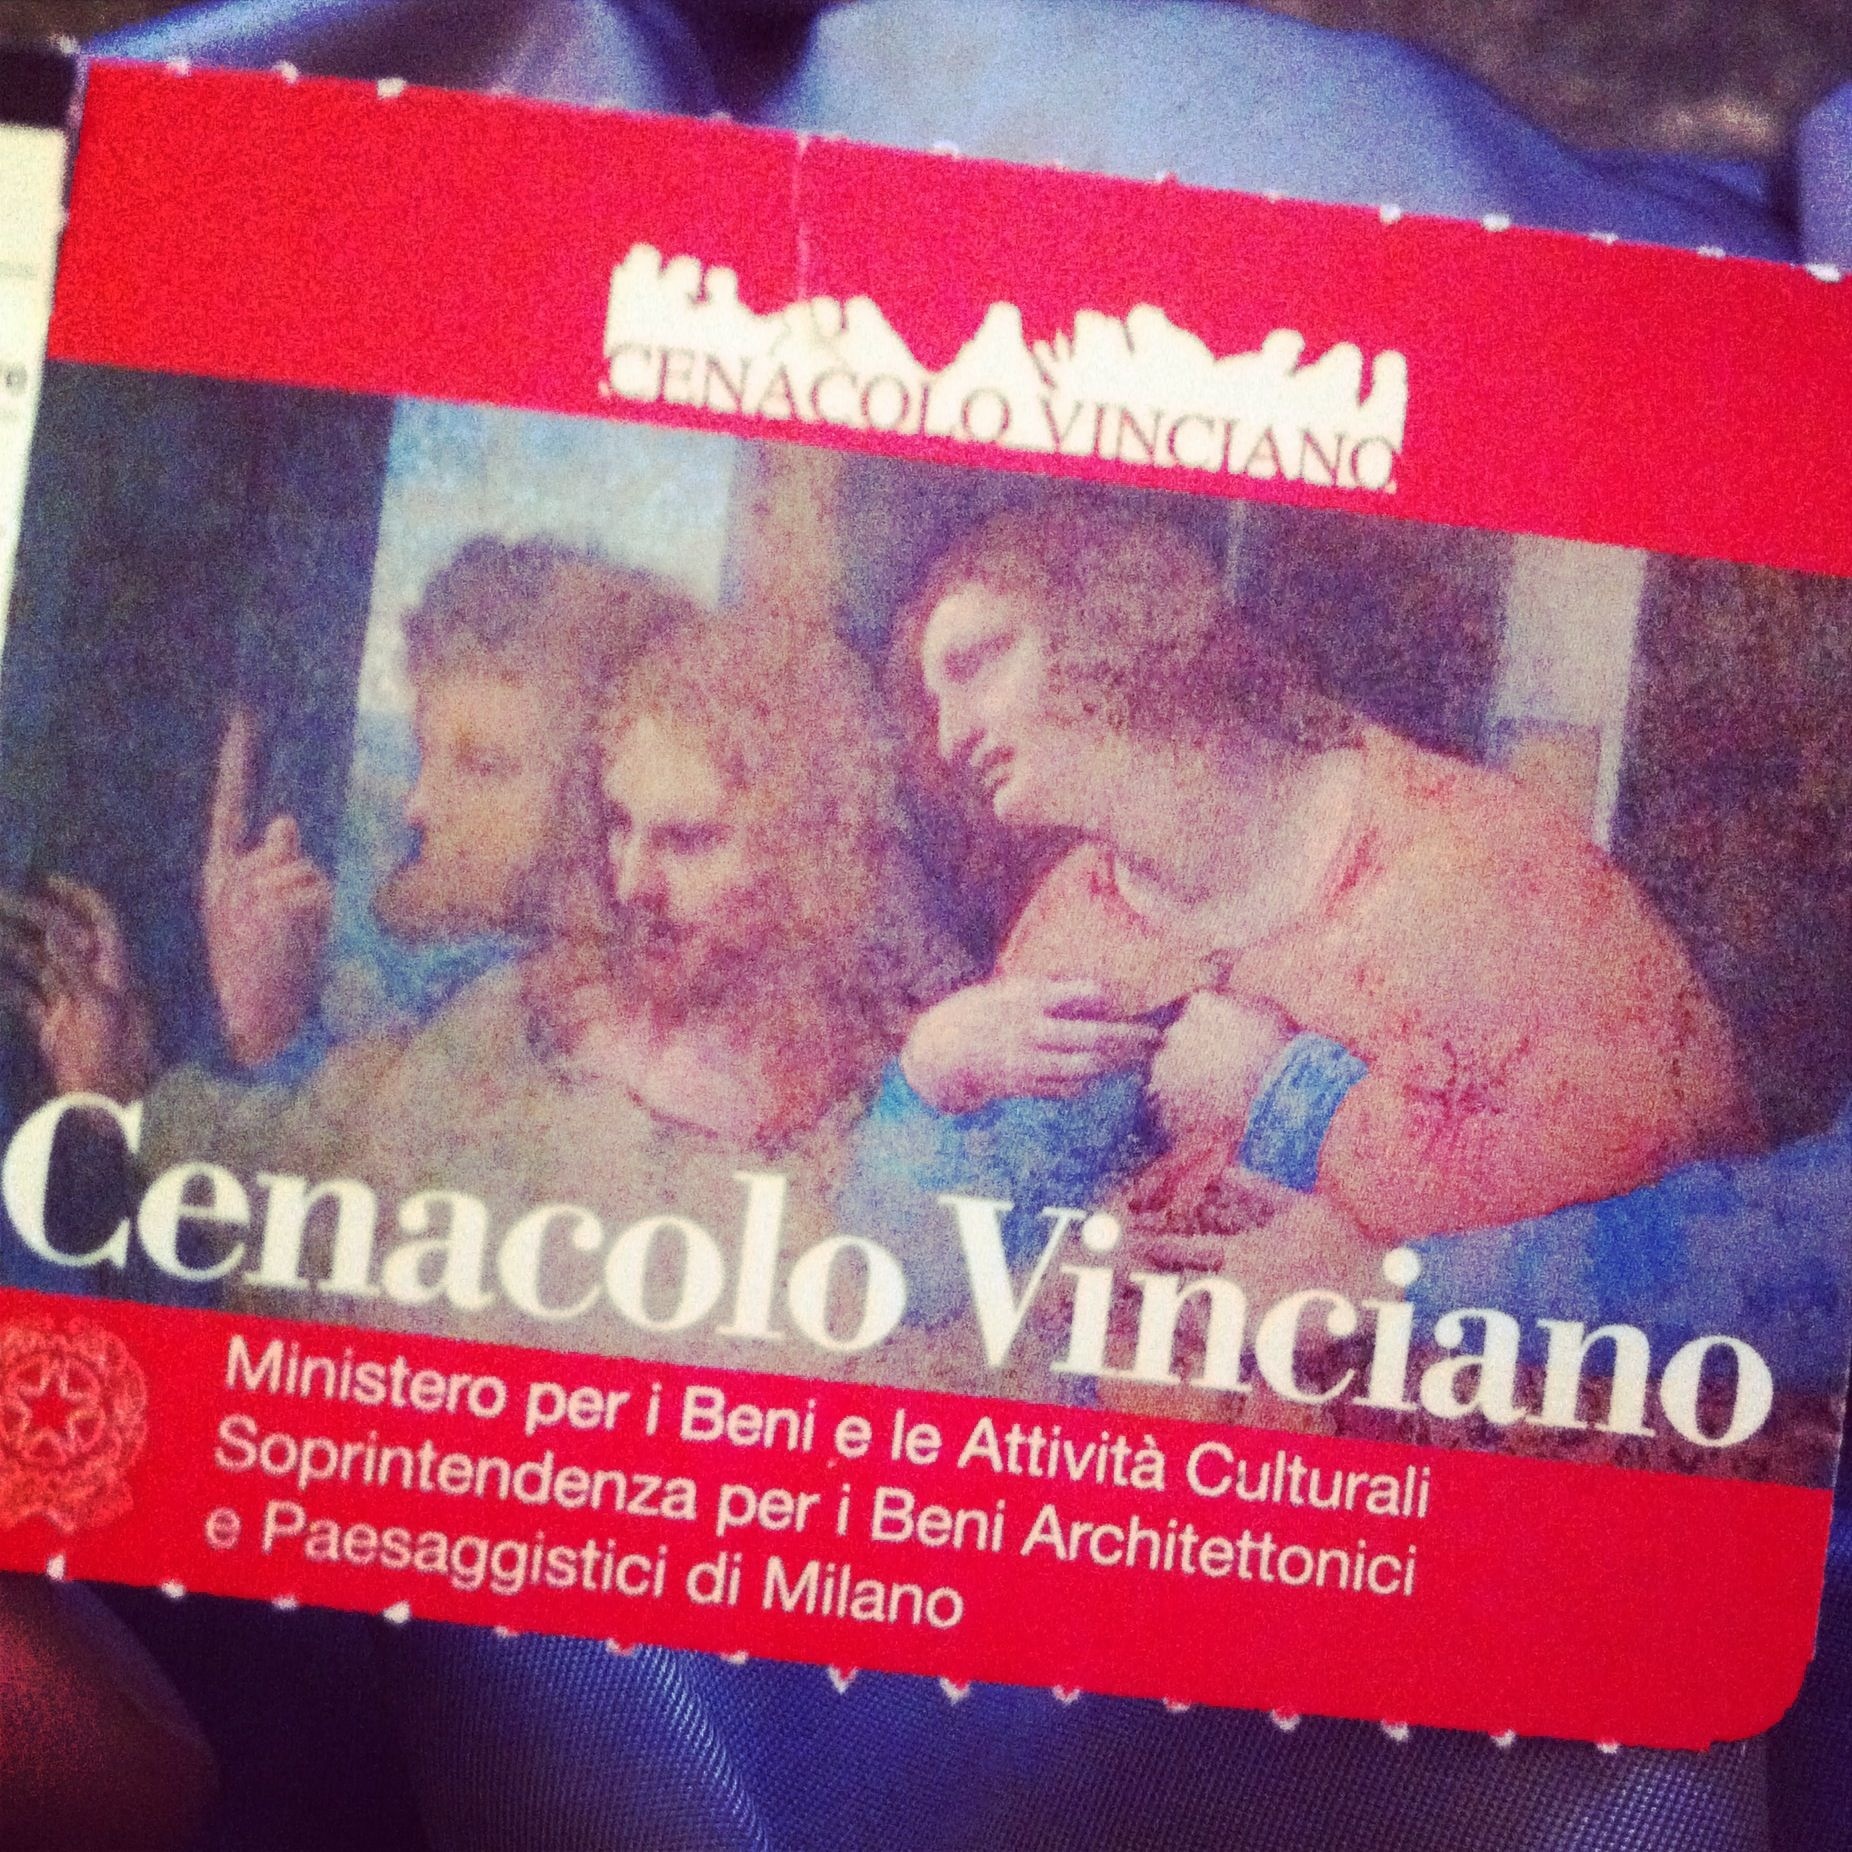 CENACOLO VINCIANO
Cenacolo Vinciano
Ministero per i Beni e le Attività Culturali
Soprintendenza per i Beni Architettonici
e Paesaggistici di Milano